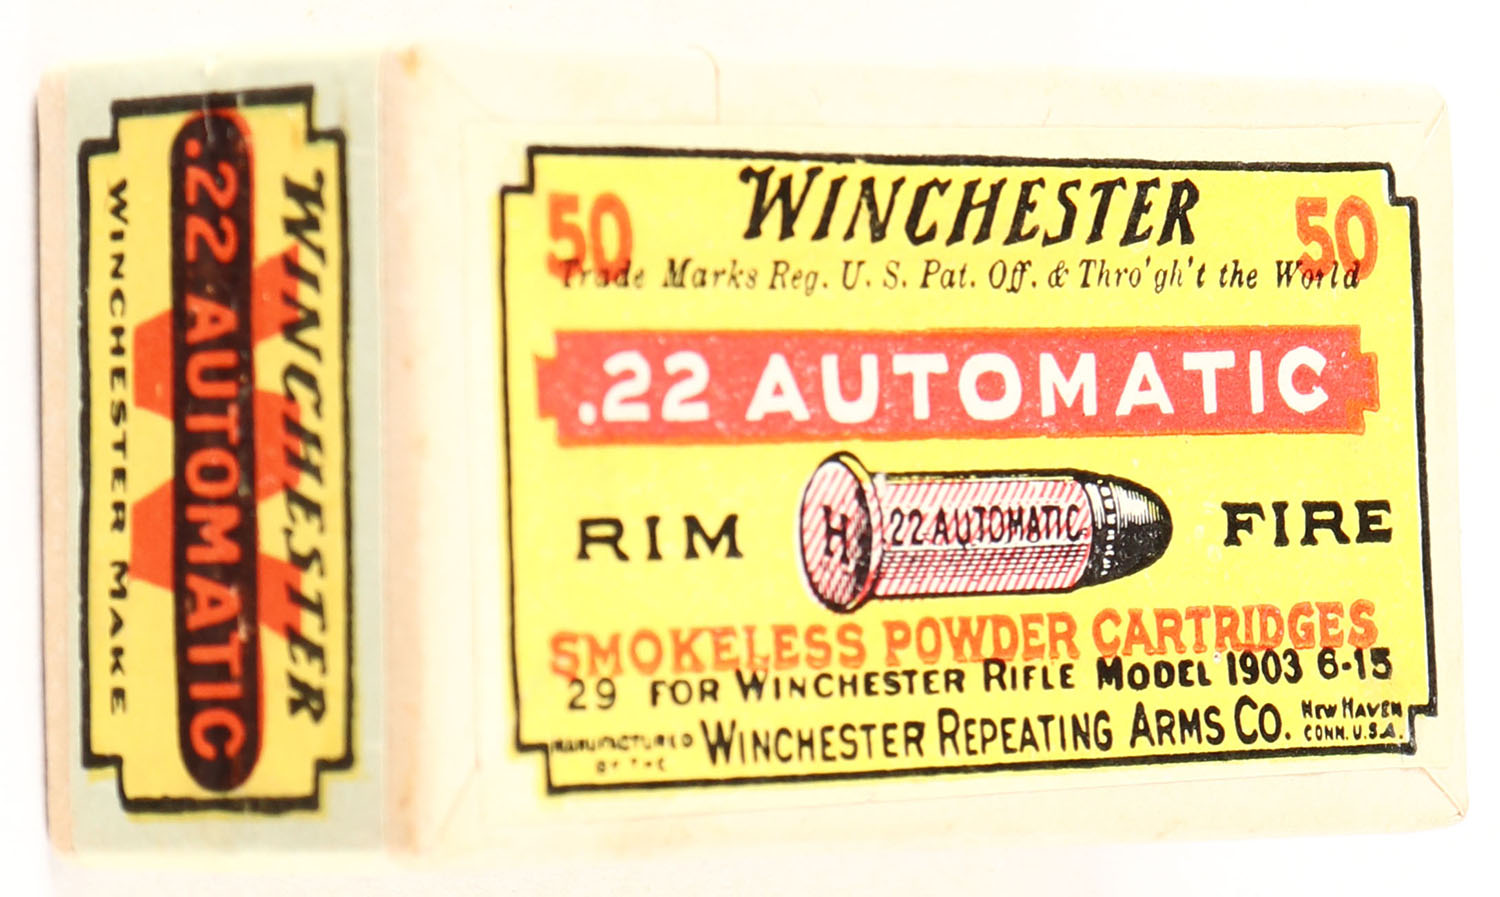 WINCHESTER
.22 AUTOMATIC
WINCHESTER MAKE
50 WINCHESTER 50
Trade Marks Reg. U. S. Pat. Off. & Thro'gh't the World
.22 AUTOMATIC
RIM H .22 AUTOMATIC FIRE
SMOKELESS POWDER CARTRIDGES
29 FOR WINCHESTER RIFLE MODEL 1903 6-15
MANUFACTURED BY THE WINCHESTER REPEATING ARMS CO. NEW HAVEN CONN. U.S.A.